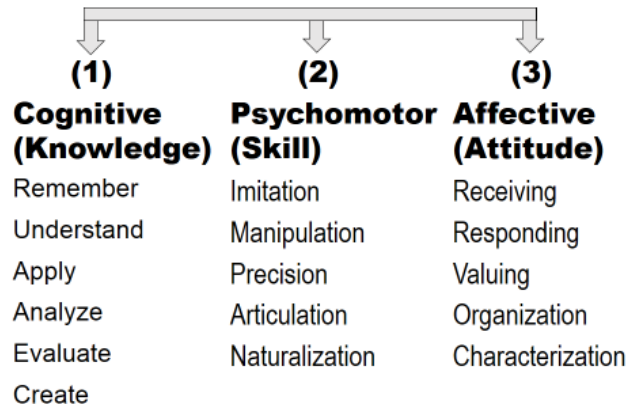 (1)
Cognitive
(Knowledge)
Remember
Understand
Apply
Analyze
Evaluate
Create
(2)
Psychomotor
(Skill)
Imitation
Manipulation
Precision
Articulation
Naturalization
(3)
Affective
(Attitude)
Receiving
Responding
Valuing
Organization
Characterization